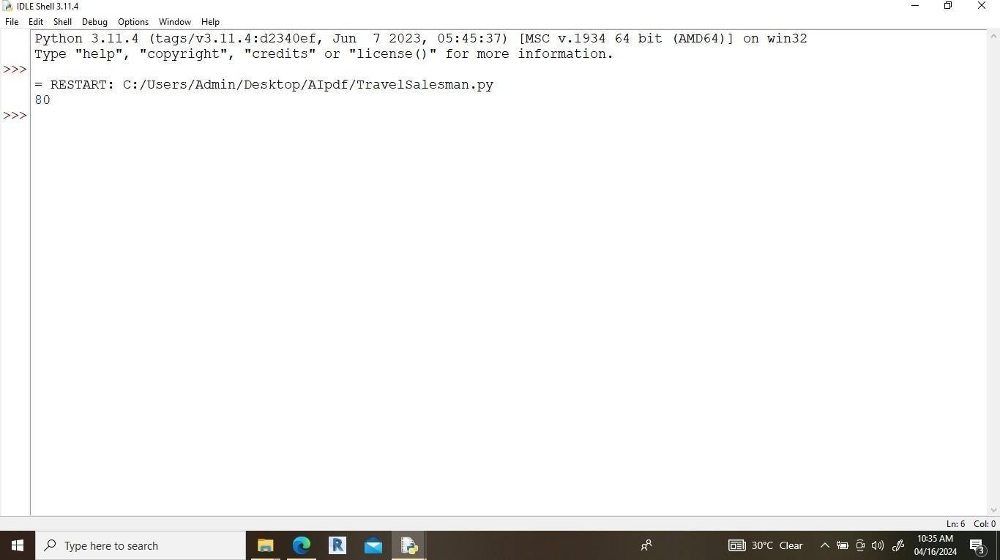 IDLE Shell 3.11.4
File Edit Shell Debug Options Window Help
Python 3.11.4 (tags/v3.11.4:d2340ef, Jun  7 2023, 05:45:37) [MSC v.1934 64 bit (AMD64)] on win32
Type "help", "copyright", "credits" or "license()" for more information.
>>>
= RESTART: C:/Users/Admin/Desktop/AIpdf/TravelSalesman.py
80
>>>
Ln: 6 Col: 0
Type here to search
R
30°C Clear
10:35 AM
04/16/2024
3